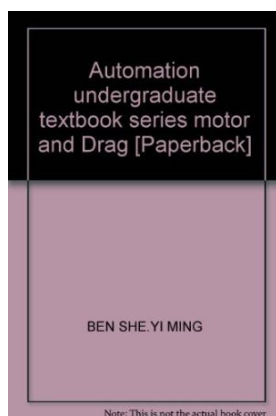 Automation
undergraduate
textbook series motor
and Drag [Paperback]
BEN SHE.YI MING
Note: This is not the actual book cover